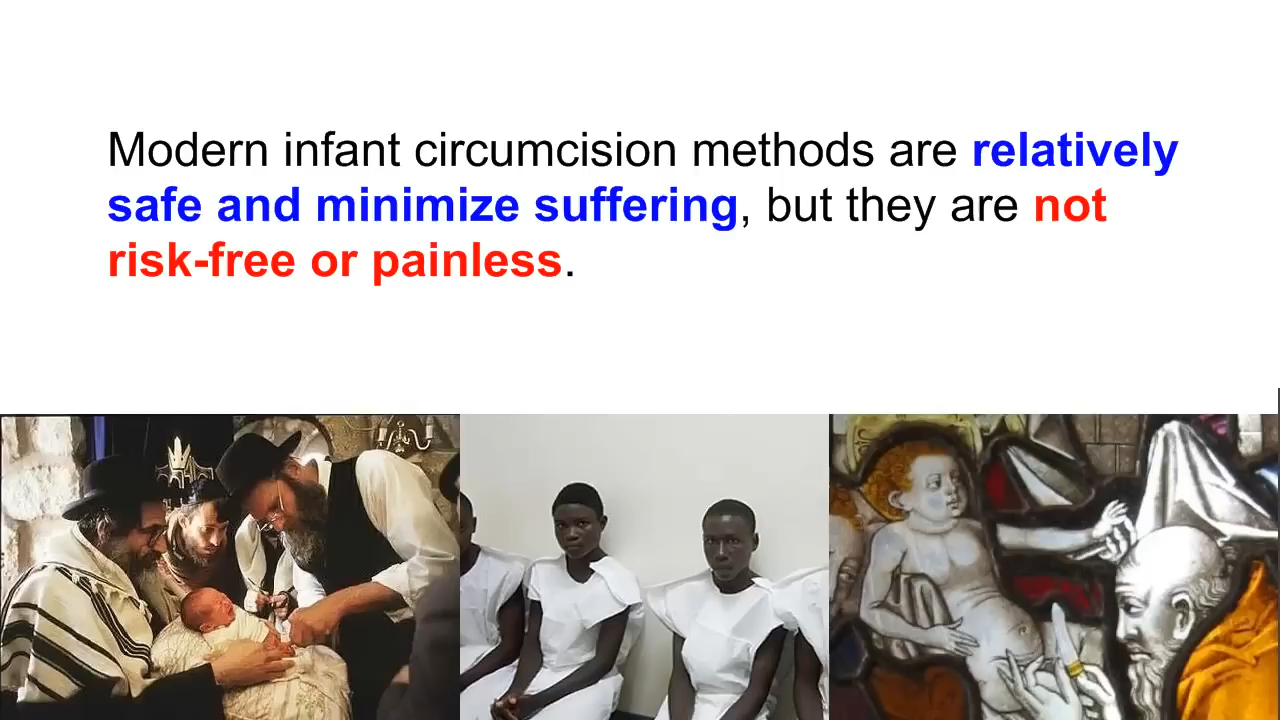 Modern infant circumcision methods are relatively
safe and minimize suffering, but they are not
risk-free or painless.